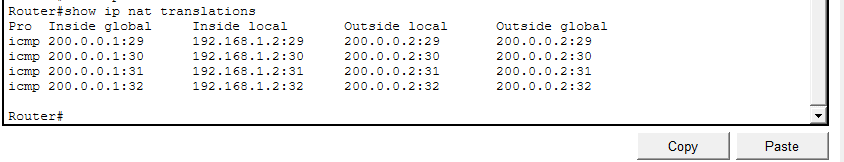 Router#show ip nat translations
Pro  Inside global     Inside local       Outside local      Outside global
icmp 200.0.0.1:29      192.168.1.2:29     200.0.0.2:29       200.0.0.2:29
icmp 200.0.0.1:30      192.168.1.2:30     200.0.0.2:30       200.0.0.2:30
icmp 200.0.0.1:31      192.168.1.2:31     200.0.0.2:31       200.0.0.2:31
icmp 200.0.0.1:32      192.168.1.2:32     200.0.0.2:32       200.0.0.2:32
Router#
Copy Paste